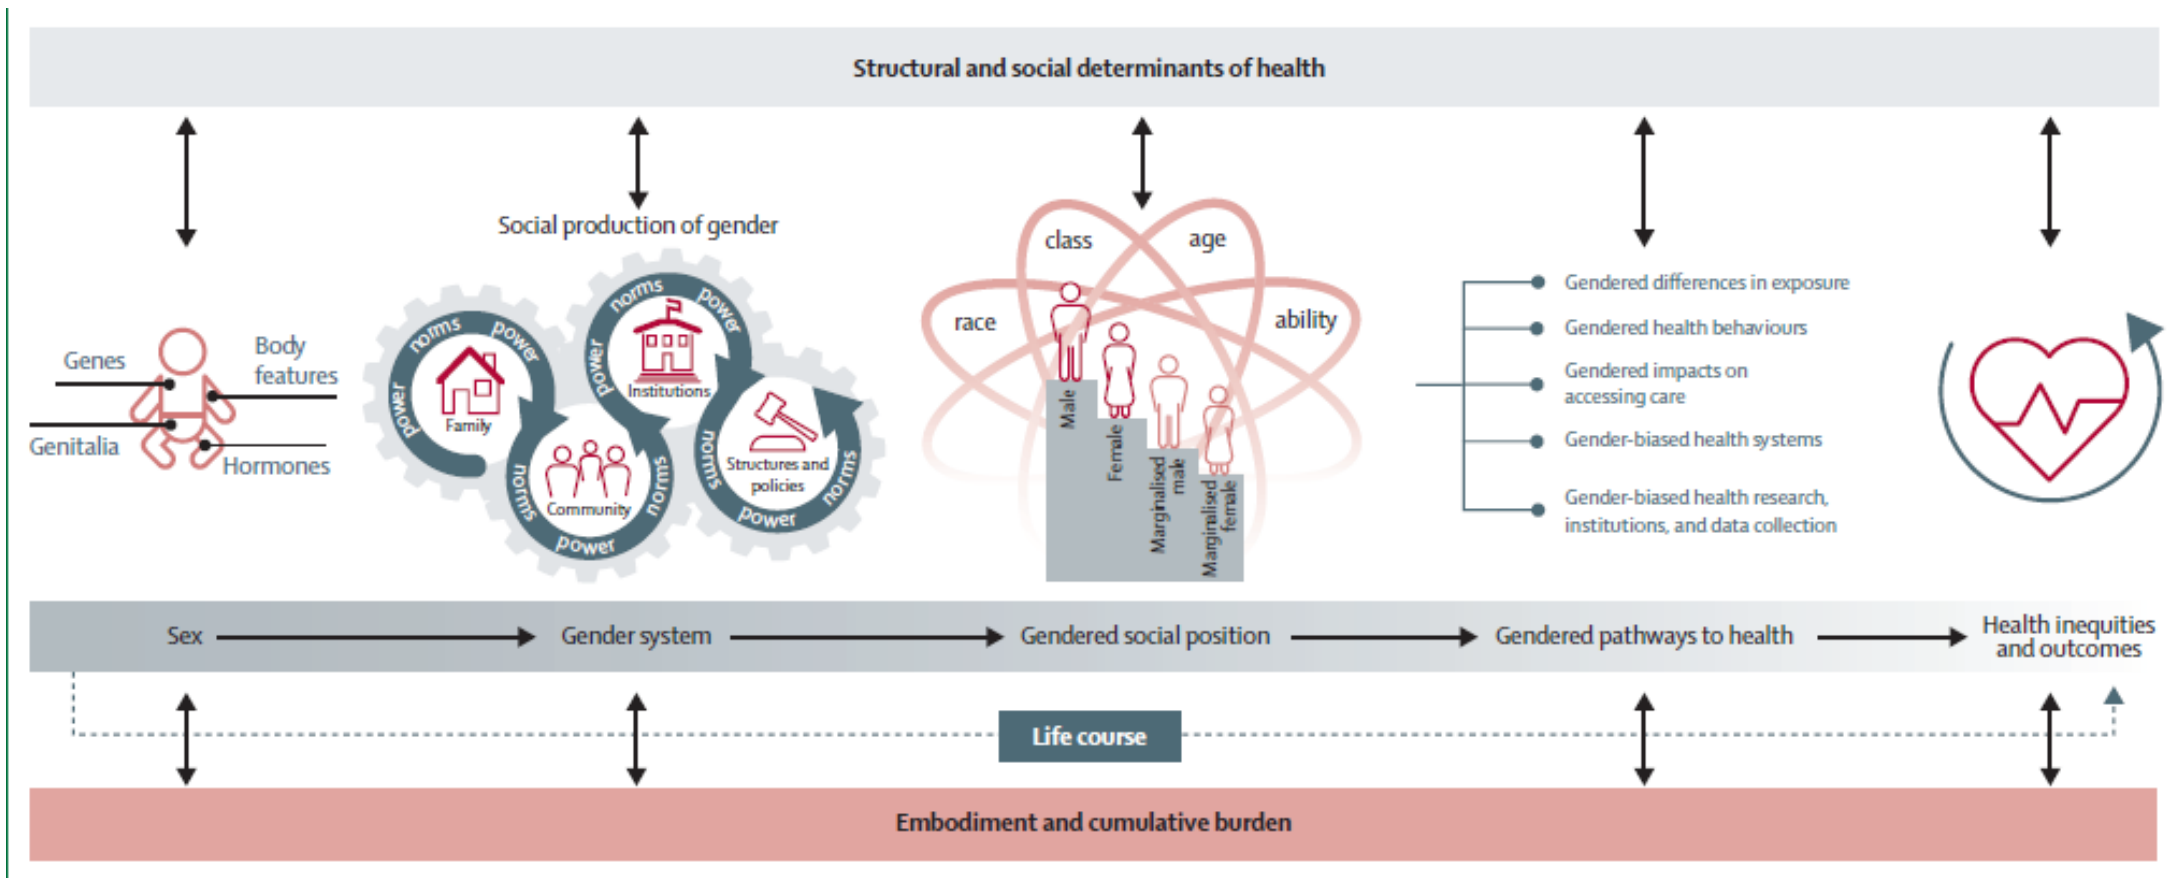 Structural and social determinants of health
Genes
Body
features
Genitalia
Hormones
Social production of gender
norms
power
power
Family
norms
power
norms
Community
power
norms
power
Institutions
norms
power
norms
Structures and
policies
race
class
age
ability
Male
Female
Marginalised
male
Marginalised
female
Gendered differences in exposure
Gendered health behaviours
Gendered impacts on
accessing care
Gender-biased health systems
Gender-biased health research,
institutions, and data collection
Sex
Gender system
Gendered social position
Gendered pathways to health
Health inequities
and outcomes
Life course
Embodiment and cumulative burden